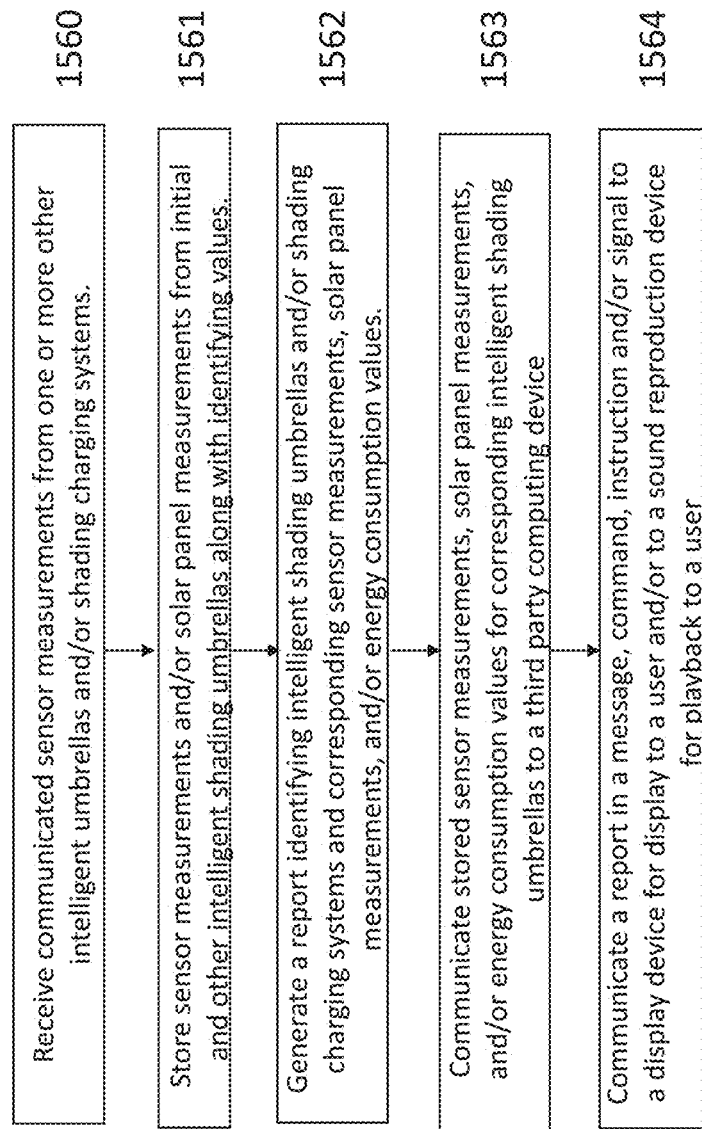 Receive communicated sensor measurements from one or more other
intelligent umbrellas and/or shading charging systems.
1560
Store sensor measurements and/or solar panel measurements from initial
and other intelligent shading umbrellas along with identifying values.
1561
Generate a report identifying intelligent shading umbrellas and/or shading
charging systems and corresponding sensor measurements, solar panel
measurements, and/or energy consumption values.
1562
Communicate stored sensor measurements, solar panel measurements,
and/or energy consumption values for corresponding intelligent shading
umbrellas to a third party computing device
1563
Communicate a report in a message, command, instruction and/or signal to
a display device for display to a user and/or to a sound reproduction device
for playback to a user
1564